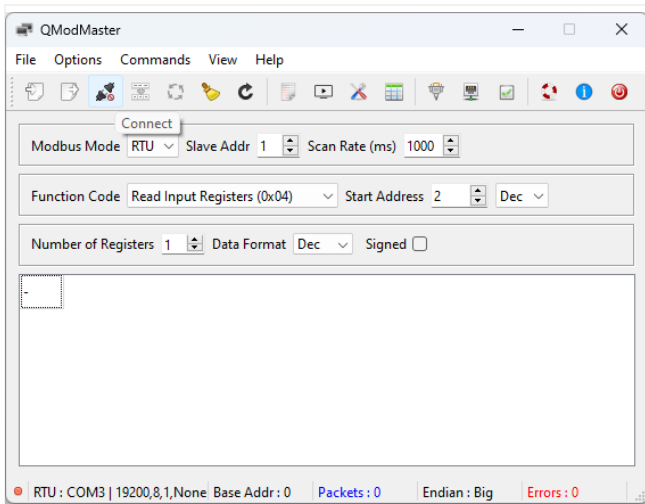 QModMaster
File Options Commands View Help
Connect
Modbus Mode RTU Slave Addr 1 Scan Rate (ms) 1000
Function Code Read Input Registers (0x04) Start Address 2 Dec
Number of Registers 1 Data Format Dec Signed
-
RTU : COM3 | 19200,8,1,None Base Addr : 0 Packets : 0 Endian : Big Errors : 0